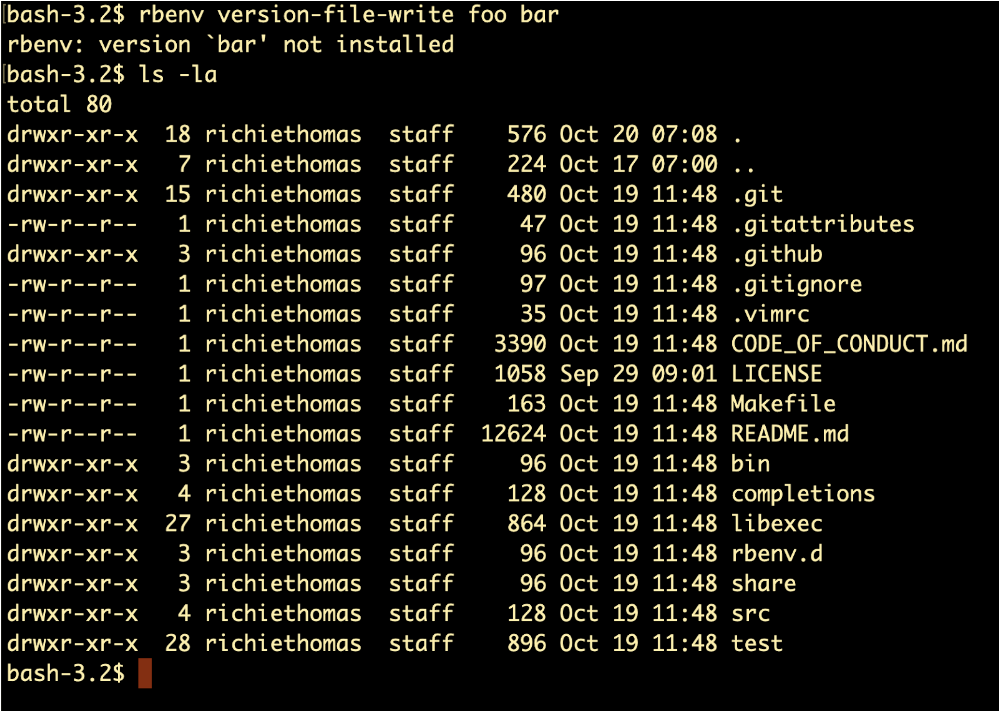 [bash-3.2$ rbenv version-file-write foo bar
rbenv: version `bar' not installed
[bash-3.2$ ls -la
total 80
drwxr-xr-x  18 richiethomas  staff    576 Oct 20 07:08 .
drwxr-xr-x   7 richiethomas  staff    224 Oct 17 07:00 ..
drwxr-xr-x  15 richiethomas  staff    480 Oct 19 11:48 .git
-rw-r--r--   1 richiethomas  staff     47 Oct 19 11:48 .gitattributes
drwxr-xr-x   3 richiethomas  staff     96 Oct 19 11:48 .github
-rw-r--r--   1 richiethomas  staff     97 Oct 19 11:48 .gitignore
-rw-r--r--   1 richiethomas  staff     35 Oct 19 11:48 .vimrc
-rw-r--r--   1 richiethomas  staff   3390 Oct 19 11:48 CODE_OF_CONDUCT.md
-rw-r--r--   1 richiethomas  staff   1058 Sep 29 09:01 LICENSE
-rw-r--r--   1 richiethomas  staff    163 Oct 19 11:48 Makefile
-rw-r--r--   1 richiethomas  staff  12624 Oct 19 11:48 README.md
drwxr-xr-x   3 richiethomas  staff     96 Oct 19 11:48 bin
drwxr-xr-x   4 richiethomas  staff    128 Oct 19 11:48 completions
drwxr-xr-x  27 richiethomas  staff    864 Oct 19 11:48 libexec
drwxr-xr-x   3 richiethomas  staff     96 Oct 19 11:48 rbenv.d
drwxr-xr-x   3 richiethomas  staff     96 Oct 19 11:48 share
drwxr-xr-x   4 richiethomas  staff    128 Oct 19 11:48 src
drwxr-xr-x  28 richiethomas  staff    896 Oct 19 11:48 test
bash-3.2$